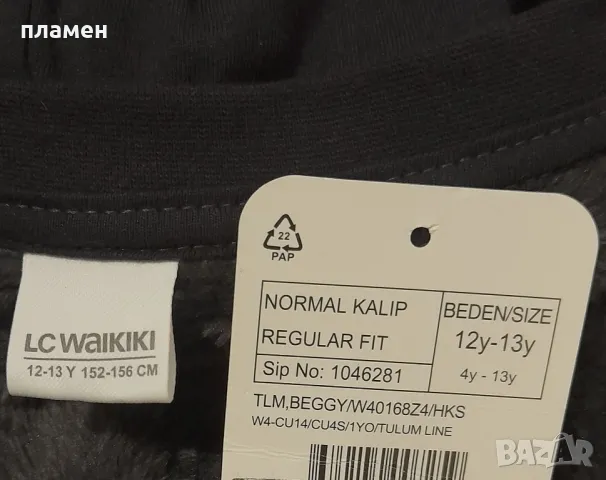 пламен
22
PAP
NORMAL KALIP
REGULAR FIT
Sip No: 1046281
BEDEN/SIZE
12y-13y
4y - 13y
TLM,BEGGY/W40168Z4/HKS
W4-CU14/CU4S/1YO/TULUM LINE
LC WAIKIKI
12-13 Y 152-156 CM
bazar